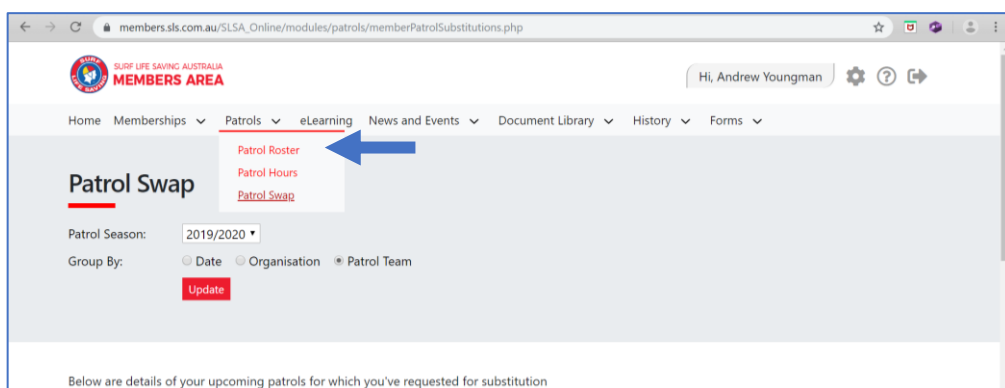 members.sls.com.au/SLSA_Online/modules/patrols/memberPatrolSubstitutions.php
SURF LIFE SAVING
SURF LIFE SAVING AUSTRALIA
MEMBERS AREA
Hi, Andrew Youngman
Home Memberships Patrols eLearning News and Events Document Library History Forms
Patrol Roster
Patrol Hours
Patrol Swap
Patrol Swap
Patrol Season: 2019/2020
Group By: Date Organisation Patrol Team
Update
Below are details of your upcoming patrols for which you've requested for substitution